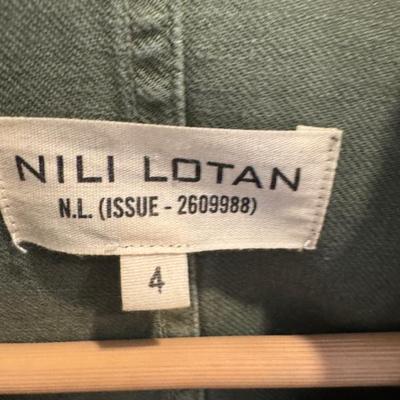 NILI LOTAN
N.L. (ISSUE - 2609988)
4